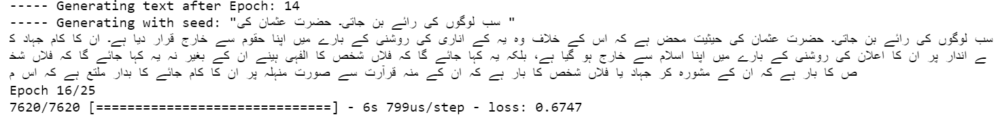 ----- Generating text after Epoch: 14
----- Generating with seed: "سب لوگوں کی رائے بن جاتی۔ حضرت عثمان کی "
سب لوگوں کی رائے بن جاتی۔ حضرت عثمان کی حیثیت محض ہے کہ اس کے خلاف وہ یہ کے اناری کی روشنی کے بارے میں اپنا حقوم سے خارج قرار دیا ہے۔ ان کا کام جہاد ک
ے اندار پر ان کا اعلان کی روشنی کے بارے میں اپنا اسلام سے خارج ہو گیا ہے، بلکہ یہ کہا جائے گا کہ فلاں شخص کا الفہی بینے ان کے بغیر نہ یہ کہا جائے گا کہ فلاں شخ
ص کا بار ہے کہ ان کے مشورہ کر جہاد یا فلاں شخص کا بار ہے کہ ان کے منہ قرآرت سے صورت منہلہ پر ان کا کام جائے کا بدار ملتع ہے کہ اس م
Epoch 16/25
7620/7620 [==============================] - 6s 799us/step - loss: 0.6747